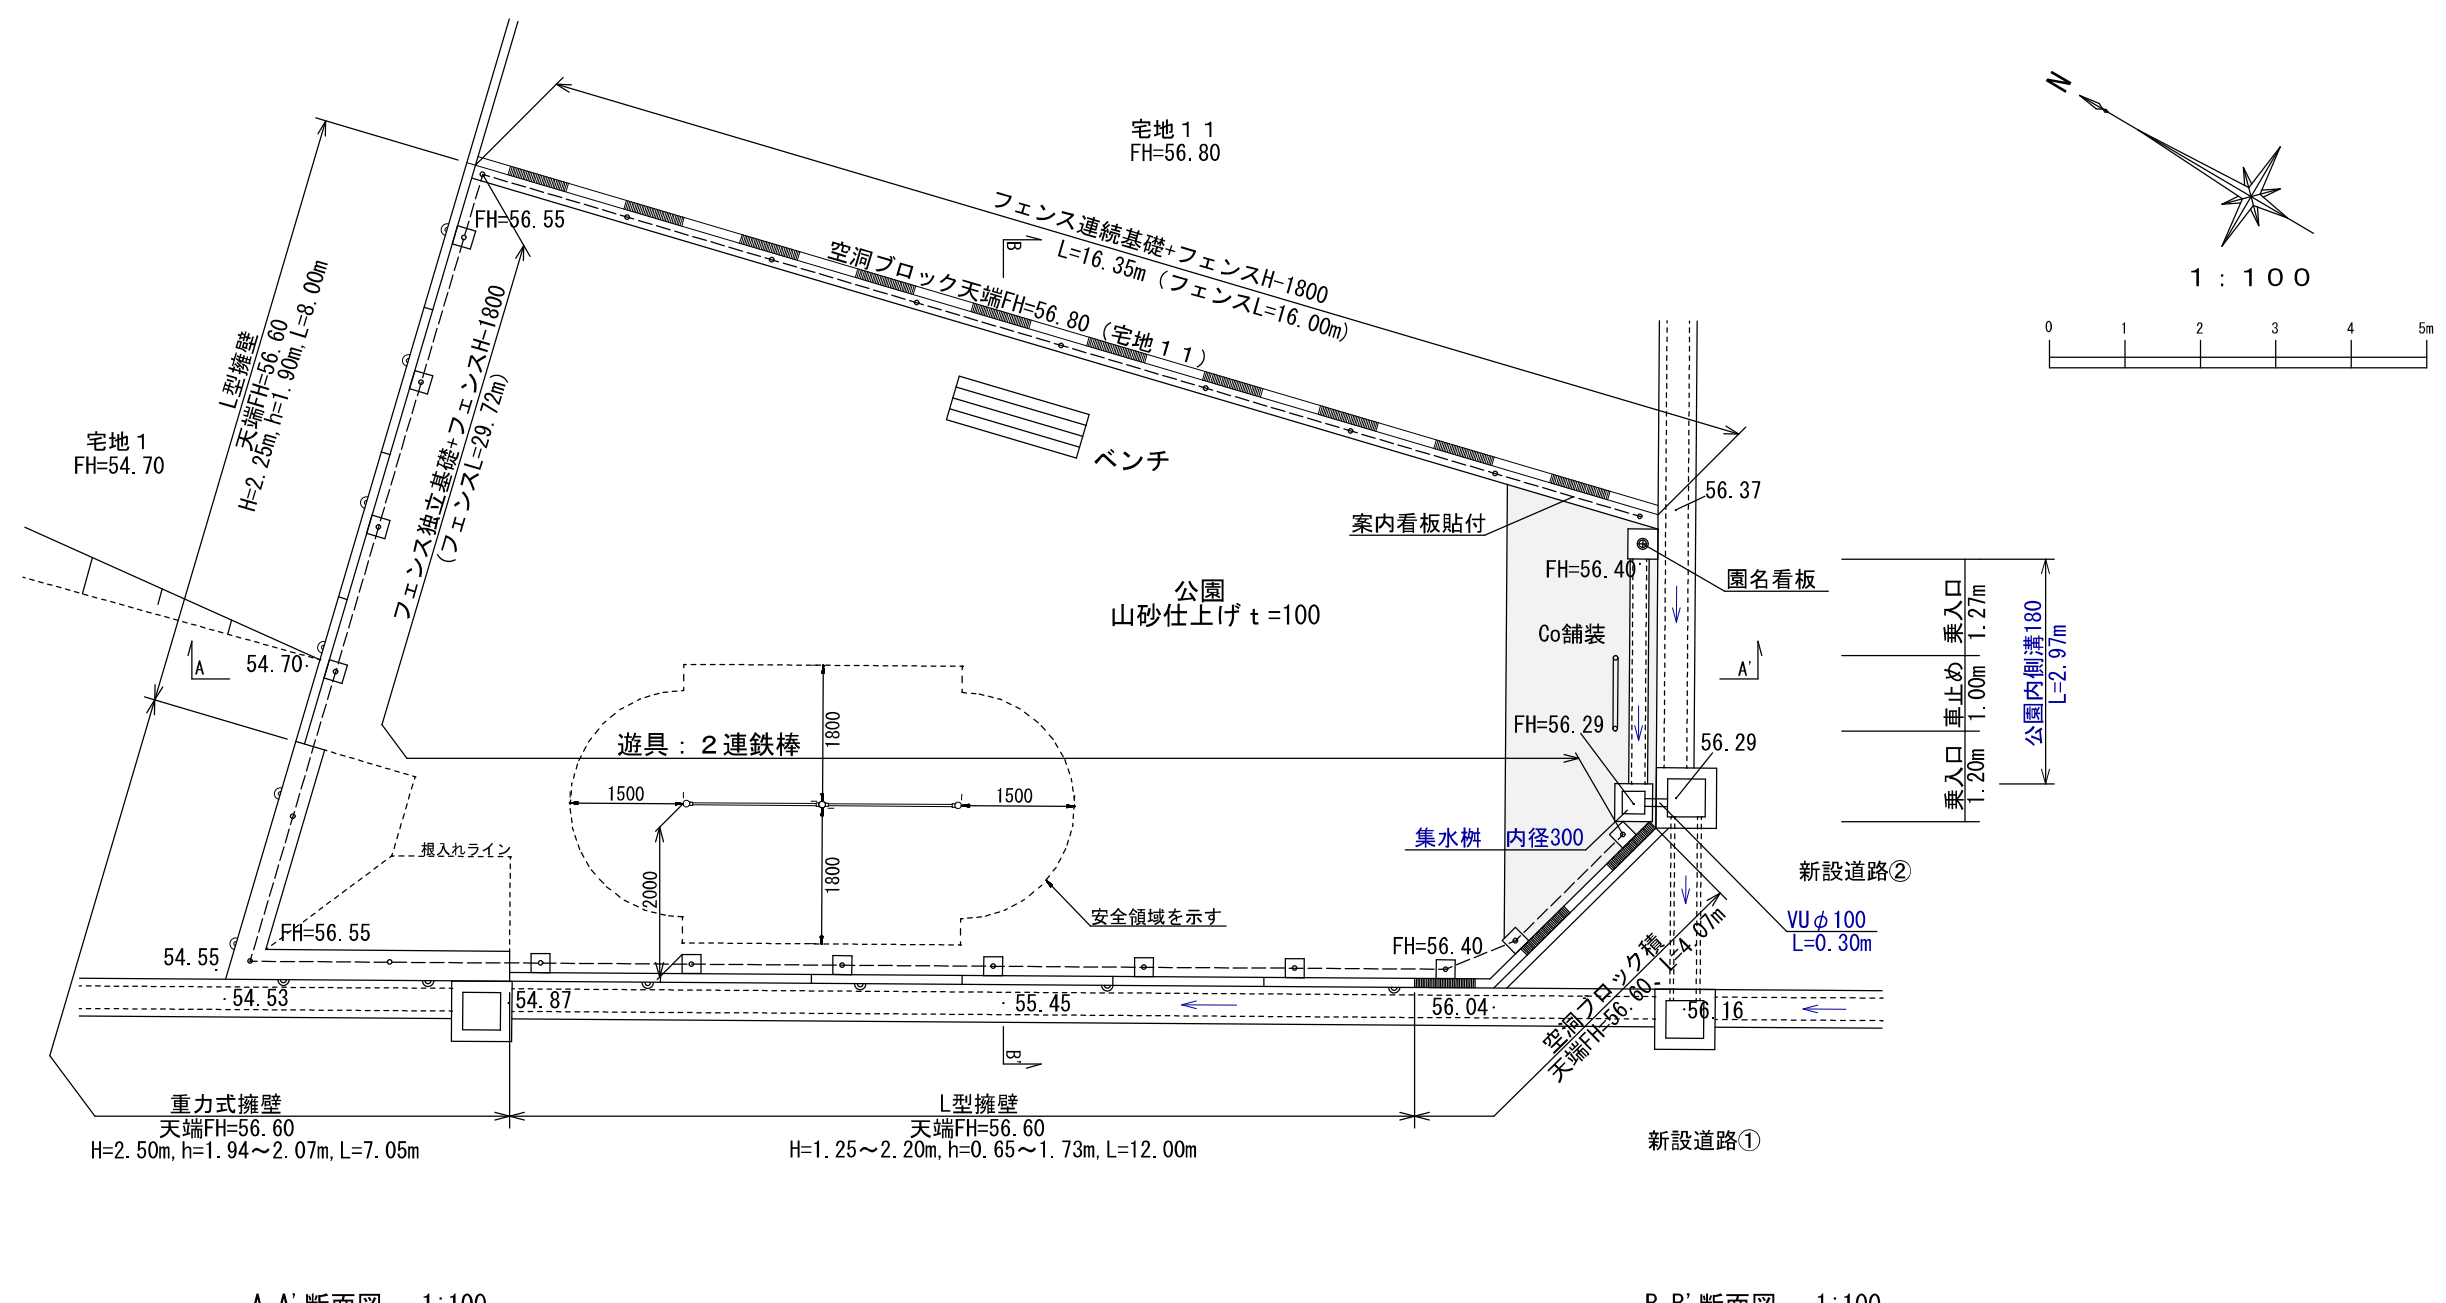 N
1：100
0 1 2 3 4 5m
宅地11
FH=56.80
フェンス連続基礎+フェンスH-1800
L=16.35m（フェンスL=16.00m）
空洞ブロック天端FH=56.80（宅地11）
B
FH=56.55
L型擁壁
天端FH=56.60
H=2.25m,h=1.90m,L=8.00m
フェンス独立基礎+フェンスH-1800
（フェンスL=29.72m）
宅地1
FH=54.70
ベンチ
案内看板貼付
56.37
FH=56.40
園名看板
公園
山砂仕上げｔ=100
Co舗装
A
54.70
A'
乗入口
1.27m
車止め
1.00m
乗入口
1.20m
公園内側溝180
L=2.97m
FH=56.29
56.29
遊具：２連鉄棒
1800
1500
1500
1800
2000
集水桝　内径300
根入れライン
安全領域を示す
新設道路②
VUφ100
L=0.30m
FH=56.55
54.55
FH=56.40
54.53
54.87
55.45
56.04
56.16
空洞ブロック積
天端FH=56.60、L=4.07m
B'
重力式擁壁
天端FH=56.60
H=2.50m,h=1.94～2.07m,L=7.05m
L型擁壁
天端FH=56.60
H=1.25～2.20m,h=0.65～1.73m,L=12.00m
新設道路①
A-A'断面図　1:100
B-B'断面図　1:100